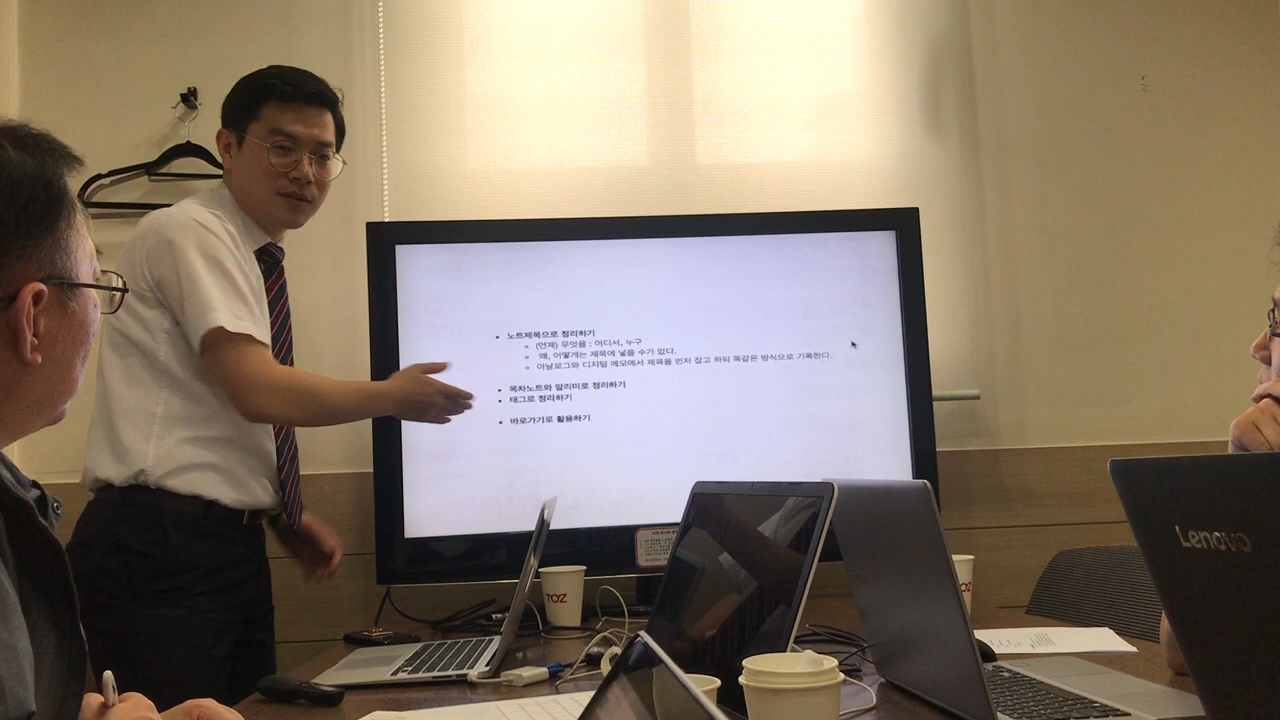 노트제목으로 정리하기
(언제) 무엇을 : 어디서, 누구
왜, 어떻게는 제목에 넣을 수가 없다.
아날로그와 디지털 메모에서 제목을 먼저 잡고 하되 똑같은 방식으로 기록한다.
목차노트와 알리미로 정리하기
태그로 정리하기
바로가기로 활용하기
TOZ
Lenovo